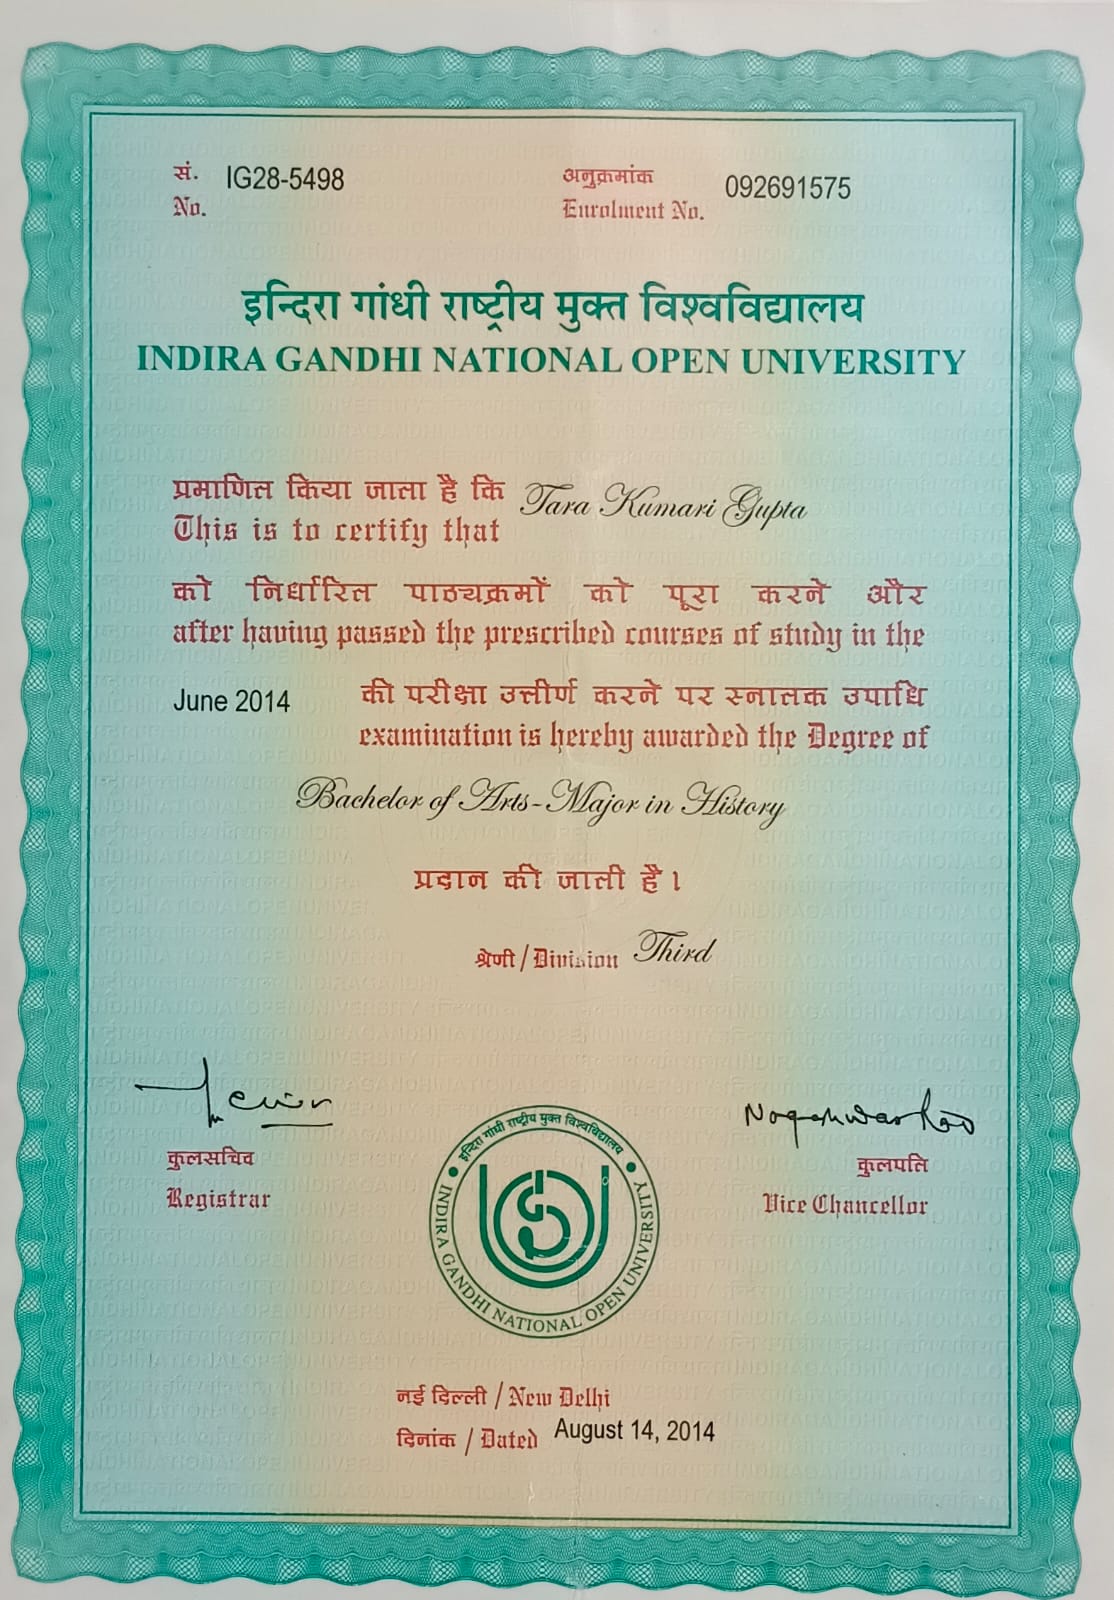 सं. IG28-5498
No.
अनुक्रमांक 092691575
Enrolment No.
इन्दिरा गांधी राष्ट्रीय मुक्त विश्वविद्यालय
INDIRA GANDHI NATIONAL OPEN UNIVERSITY
प्रमाणित किया जाता है कि Tara Kumari Gupta
This is to certify that
को निर्धारित पाठ्यक्रमों को पूरा करने और
after having passed the prescribed courses of study in the
June 2014 की परीक्षा उत्तीर्ण करने पर स्नातक उपाधि
examination is hereby awarded the Degree of
Bachelor of Arts-Major in History
प्रदान की जाती है।
श्रेणी / Division Third
Nageshwar Rao
कुलसचिव
Registrar
कुलपति
Vice Chancellor
इन्दिरा गांधी राष्ट्रीय मुक्त विश्वविद्यालय
INDIRA GANDHI NATIONAL OPEN UNIVERSITY
नई दिल्ली / New Delhi
दिनांक / Dated August 14, 2014